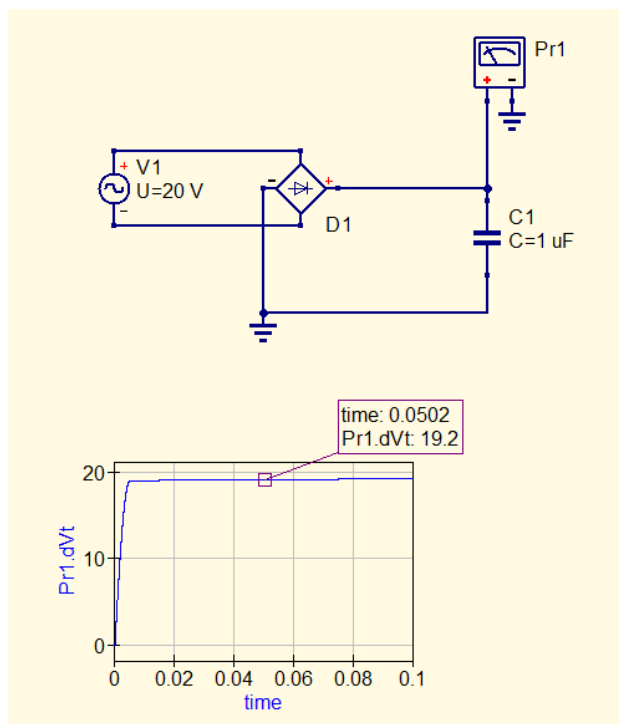 Pr1
+ -
+
V1
U=20 V
-
- +
D1
C1
C=1 uF
time: 0.0502
Pr1.dVt: 19.2
20
10
0
Pr1.dVt
0 0.02 0.04 0.06 0.08 0.1
time